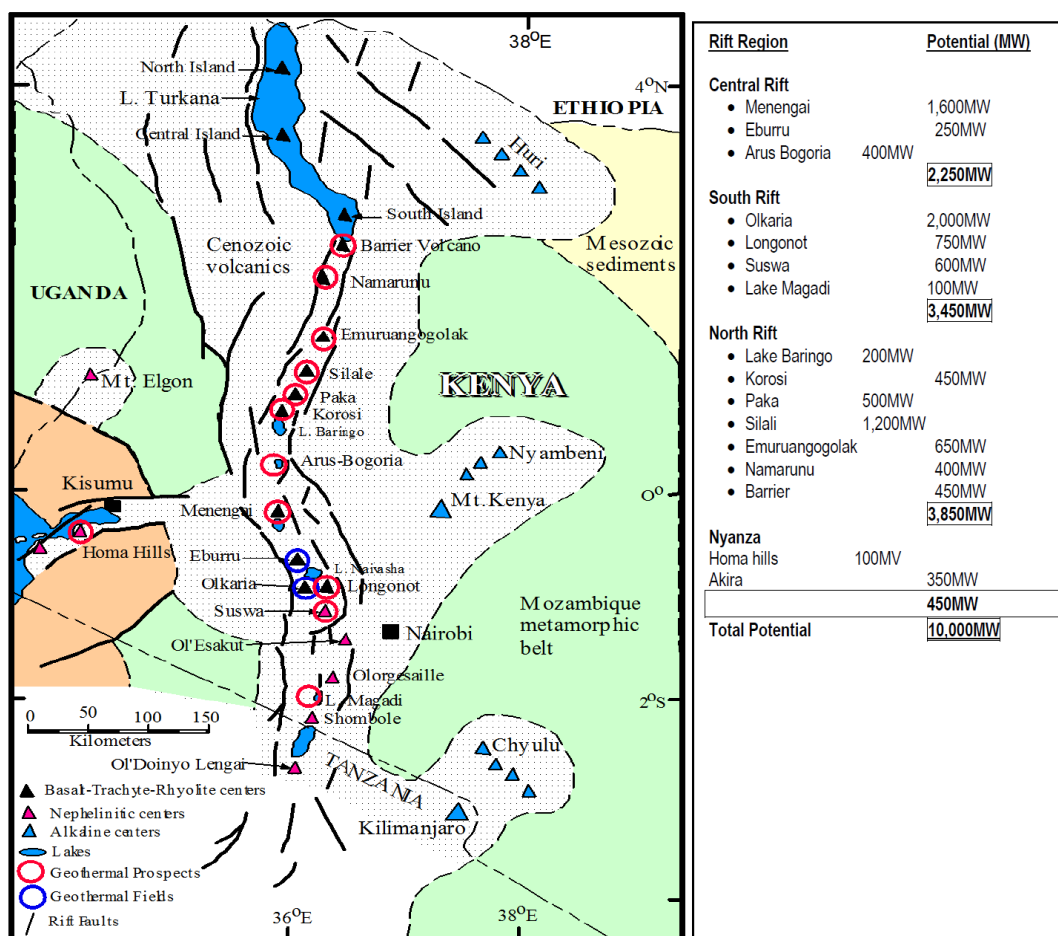 38°E
North Island
4°N
L. Turkana
ETHIOPIA
Central Island
Huri
South Island
Cenozoic
volcanics
Barrier Volcano
Mesozoic
sediments
Namarunu
UGANDA
Emuruangogolak
Silale
Mt. Elgon
KENYA
Paka
Korosi
L. Baringo
Nyambeni
Arus-Bogoria
Kisumu
0°
Mt.Kenya
Menengai
Homa Hills
Eburru
L. Naivasha
Olkaria
Longonot
Suswa
Mozambique
metamorphic
belt
Nairobi
Ol'Esakut
Olorgesaille
L. Magadi
2°S
Shombole
0 50 100 150
Kilometers
Chyulu
Ol'Doinyo Lengai
TANZANIA
Kilimanjaro
Basalt-Trachyte-Rhyolite centers
Nephelinitic centers
Alkaline centers
Lakes
Geothermal Prospects
Geothermal Fields
Rift Faults
36°E
38°E
Rift Region Potential (MW)
Central Rift
• Menengai 1,600MW
• Eburru 250MW
• Arus Bogoria 400MW
2,250MW
South Rift
• Olkaria 2,000MW
• Longonot 750MW
• Suswa 600MW
• Lake Magadi 100MW
3,450MW
North Rift
• Lake Baringo 200MW
• Korosi 450MW
• Paka 500MW
• Silali 1,200MW
• Emuruangogolak 650MW
• Namarunu 400MW
• Barrier 450MW
3,850MW
Nyanza
Homa hills 100MV
Akira 350MW
450MW
Total Potential 10,000MW